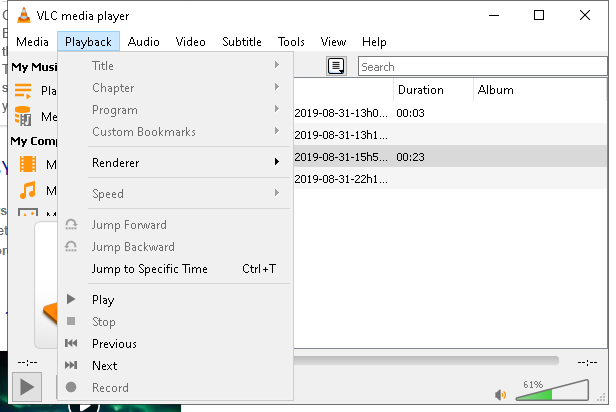 VLC media player
Media Playback Audio Video Subtitle Tools View Help
My Musi
Title
Search
Pla
Chapter
Duration Album
Me
Program
2019-08-31-13h0... 00:03
Custom Bookmarks
2019-08-31-13h1...
My Comp
Renderer
2019-08-31-15h5... 00:23
2019-08-31-22h1...
Speed
Jump Forward
Jump Backward
Jump to Specific Time Ctrl+T
Play
Stop
Previous
Next
--:--
--:--
Record
61%